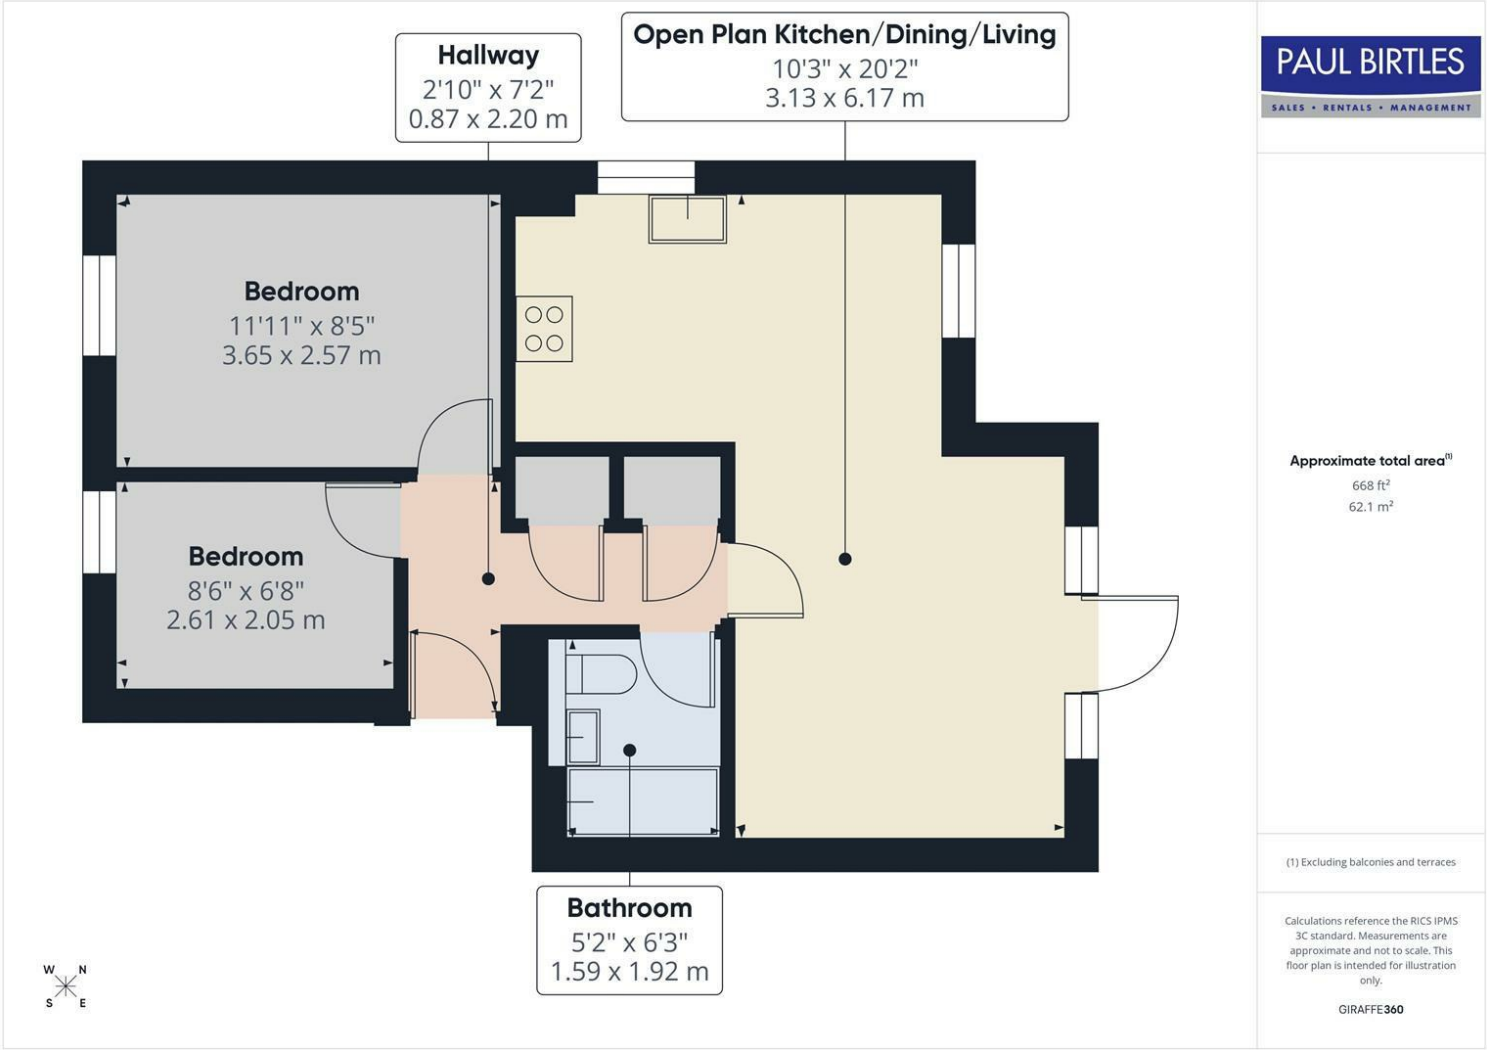 Hallway
2'10" x 7'2"
0.87 x 2.20 m
Open Plan Kitchen/Dining/Living
10'3" x 20'2"
3.13 x 6.17 m
Bedroom
11'11" x 8'5"
3.65 x 2.57 m
Bedroom
8'6" x 6'8"
2.61 x 2.05 m
Bathroom
5'2" x 6'3"
1.59 x 1.92 m
W N
S E
PAUL BIRTLES
SALES • RENTALS • MANAGEMENT
Approximate total area⁽¹⁾
668 ft²
62.1 m²
(1) Excluding balconies and terraces
Calculations reference the RICS IPMS
3C standard. Measurements are
approximate and not to scale. This
floor plan is intended for illustration
only.
GIRAFFE360